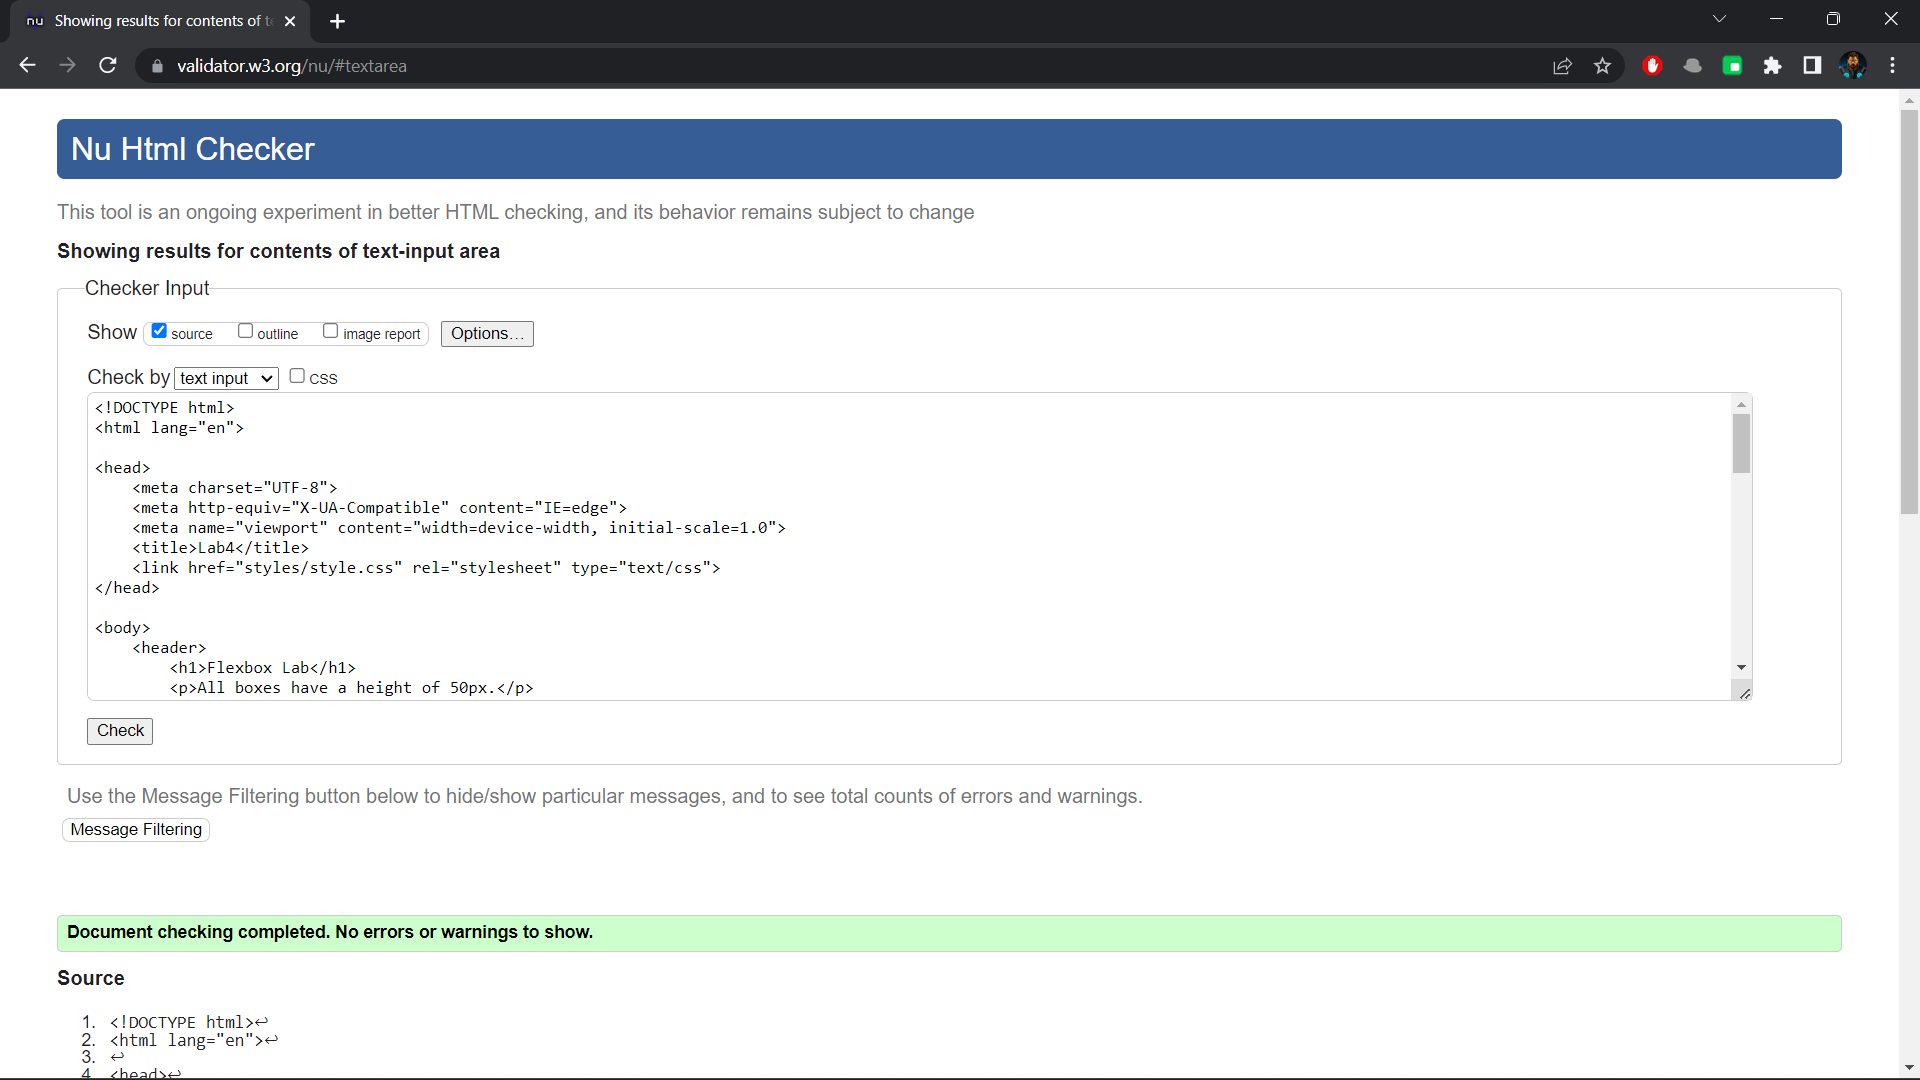 nu Showing results for contents of t
validator.w3.org/nu/#textarea
Nu Html Checker
This tool is an ongoing experiment in better HTML checking, and its behavior remains subject to change
Showing results for contents of text-input area
Checker Input
Show source outline image report Options...
Check by text input CSS
<!DOCTYPE html>
<html lang="en">
<head>
<meta charset="UTF-8">
<meta http-equiv="X-UA-Compatible" content="IE=edge">
<meta name="viewport" content="width=device-width, initial-scale=1.0">
<title>Lab4</title>
<link href="styles/style.css" rel="stylesheet" type="text/css">
</head>
<body>
<header>
<h1>Flexbox Lab</h1>
<p>All boxes have a height of 50px.</p>
Check
Use the Message Filtering button below to hide/show particular messages, and to see total counts of errors and warnings.
Message Filtering
Document checking completed. No errors or warnings to show.
Source
1. <!DOCTYPE html>↩
2. <html lang="en">↩
3. ↩
4. <head>↩